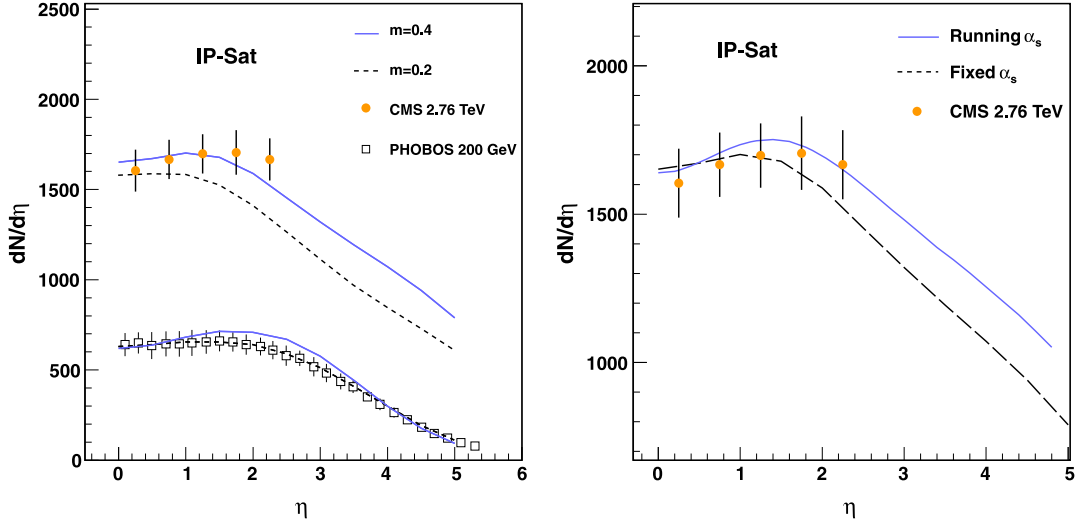 2500
2000
1500
1000
500
0
dN/dη
IP-Sat
m=0.4
m=0.2
CMS 2.76 TeV
PHOBOS 200 GeV
0 1 2 3 4 5 6
η
2000
1500
1000
dN/dη
IP-Sat
Running αs
Fixed αs
CMS 2.76 TeV
0 1 2 3 4 5
η